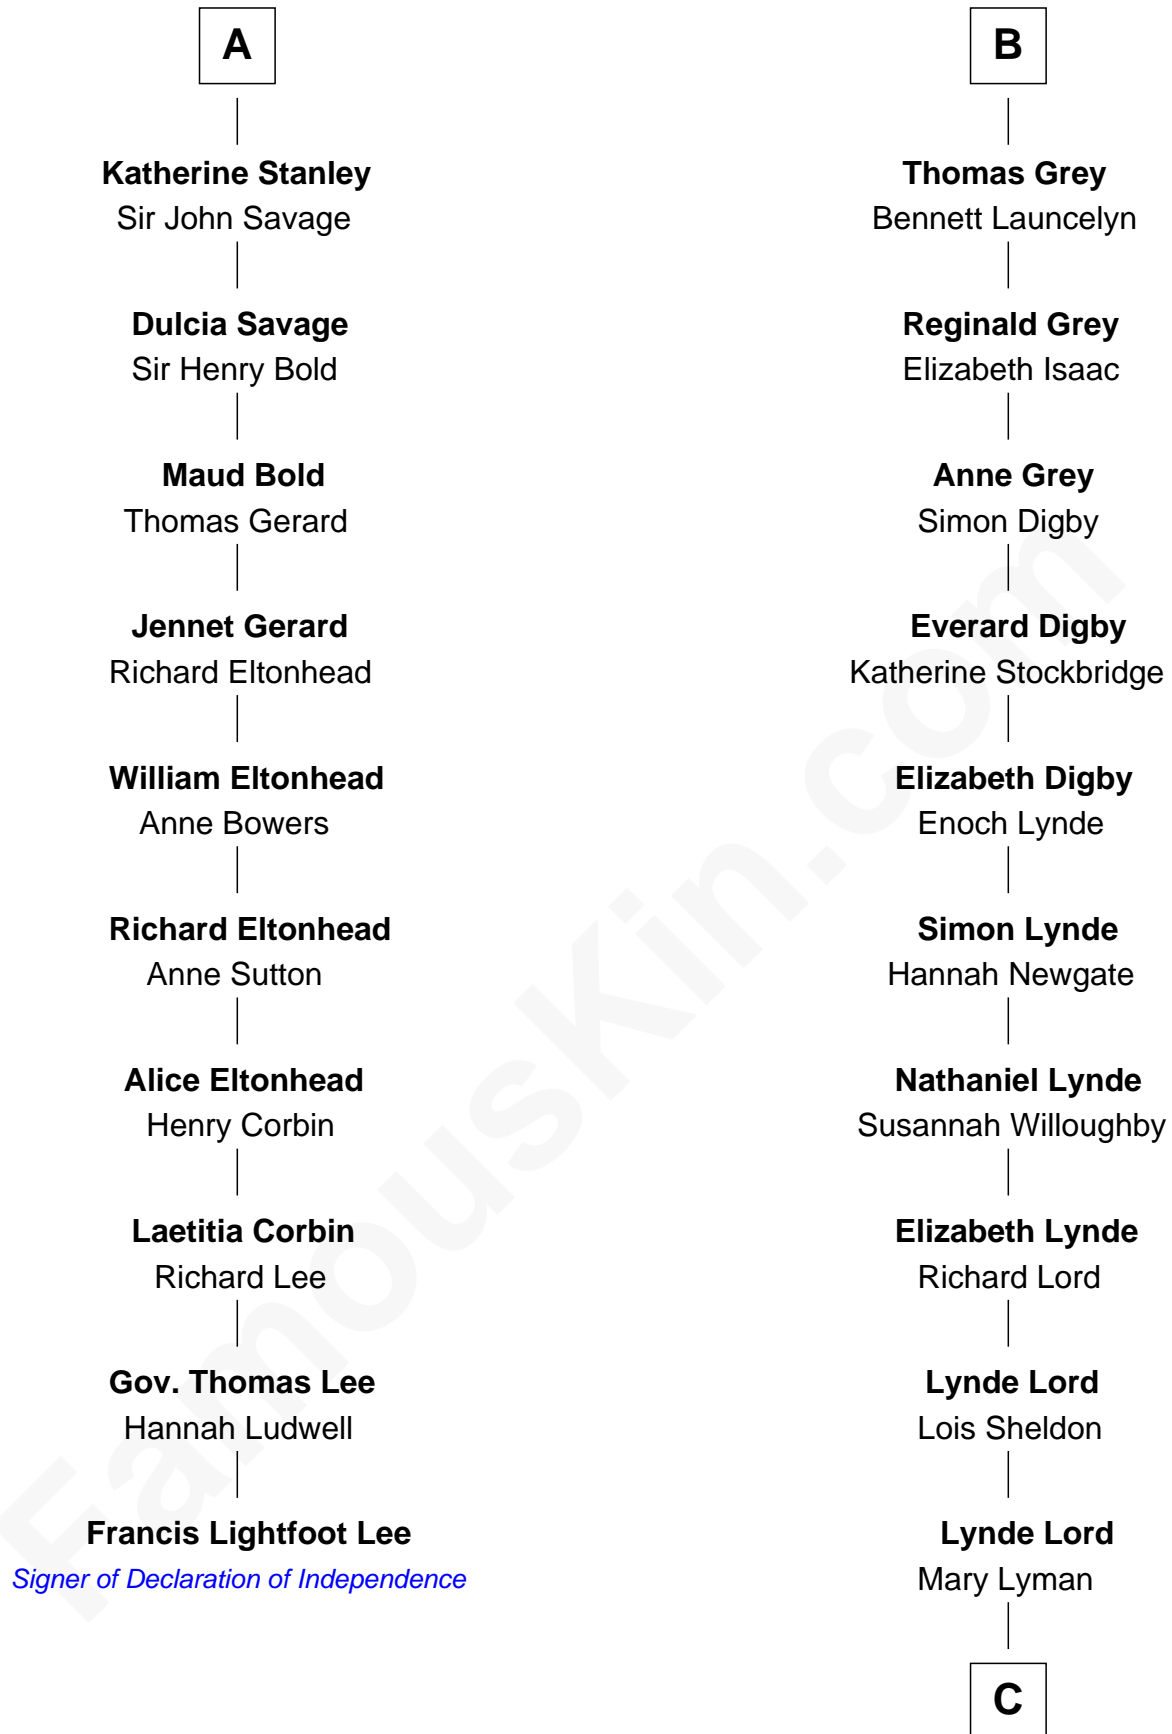 A
Katherine Stanley
Sir John Savage
Dulcia Savage
Sir Henry Bold
Maud Bold
Thomas Gerard
Jennet Gerard
Richard Eltonhead
William Eltonhead
Anne Bowers
Richard Eltonhead
Anne Sutton
Alice Eltonhead
Henry Corbin
Laetitia Corbin
Richard Lee
Gov. Thomas Lee
Hannah Ludwell
Francis Lightfoot Lee
Signer of Declaration of Independence
B
Thomas Grey
Bennett Launcelyn
Reginald Grey
Elizabeth Isaac
Anne Grey
Simon Digby
Everard Digby
Katherine Stockbridge
Elizabeth Digby
Enoch Lynde
Simon Lynde
Hannah Newgate
Nathaniel Lynde
Susannah Willoughby
Elizabeth Lynde
Richard Lord
Lynde Lord
Lois Sheldon
Lynde Lord
Mary Lyman
C
FamousKin.com